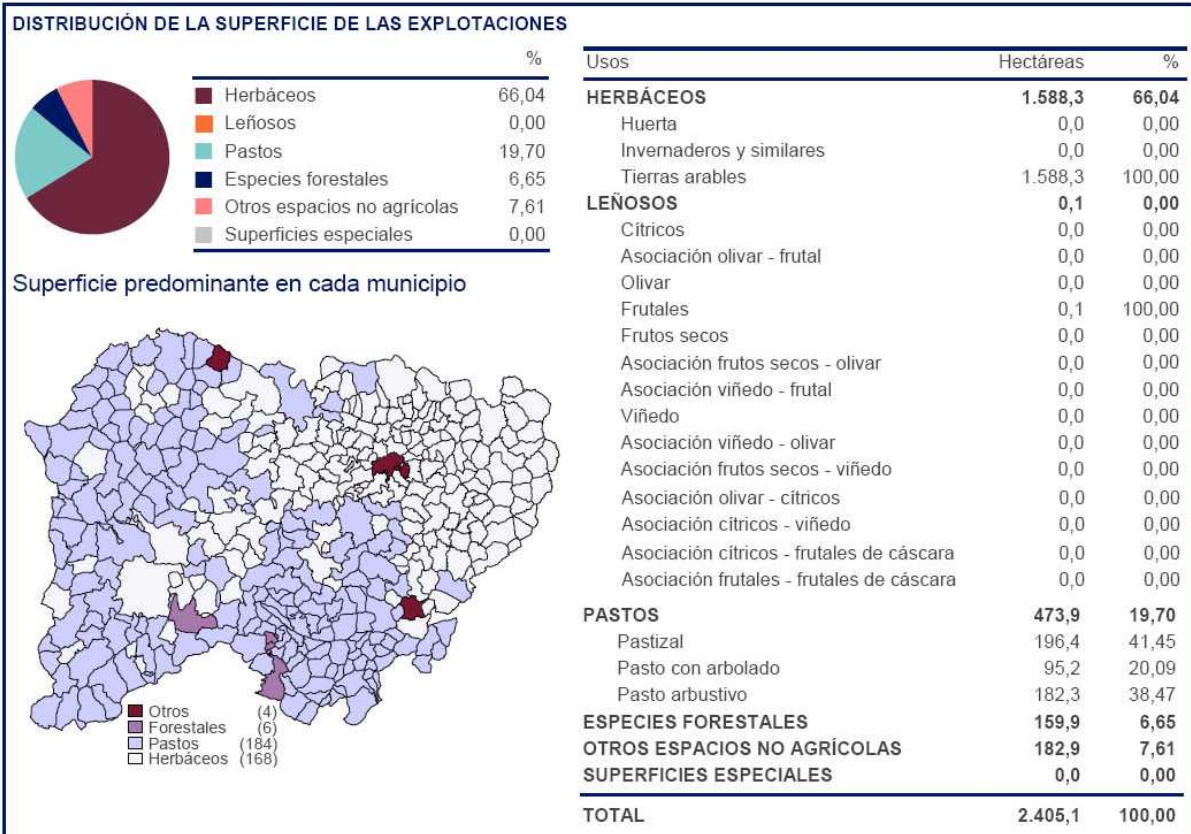 DISTRIBUCIÓN DE LA SUPERFICIE DE LAS EXPLOTACIONES
%
Herbáceos 66,04
Leñosos 0,00
Pastos 19,70
Especies forestales 6,65
Otros espacios no agrícolas 7,61
Superficies especiales 0,00
Superficie predominante en cada municipio
Otros (4)
Forestales (6)
Pastos (184)
Herbáceos (168)
Usos Hectáreas %
HERBÁCEOS 1.588,3 66,04
Huerta 0,0 0,00
Invernaderos y similares 0,0 0,00
Tierras arables 1.588,3 100,00
LEÑOSOS 0,1 0,00
Cítricos 0,0 0,00
Asociación olivar - frutal 0,0 0,00
Olivar 0,0 0,00
Frutales 0,1 100,00
Frutos secos 0,0 0,00
Asociación frutos secos - olivar 0,0 0,00
Asociación viñedo - frutal 0,0 0,00
Viñedo 0,0 0,00
Asociación viñedo - olivar 0,0 0,00
Asociación frutos secos - viñedo 0,0 0,00
Asociación olivar - cítricos 0,0 0,00
Asociación cítricos - viñedo 0,0 0,00
Asociación cítricos - frutales de cáscara 0,0 0,00
Asociación frutales - frutales de cáscara 0,0 0,00
PASTOS 473,9 19,70
Pastizal 196,4 41,45
Pasto con arbolado 95,2 20,09
Pasto arbustivo 182,3 38,47
ESPECIES FORESTALES 159,9 6,65
OTROS ESPACIOS NO AGRÍCOLAS 182,9 7,61
SUPERFICIES ESPECIALES 0,0 0,00
TOTAL 2.405,1 100,00